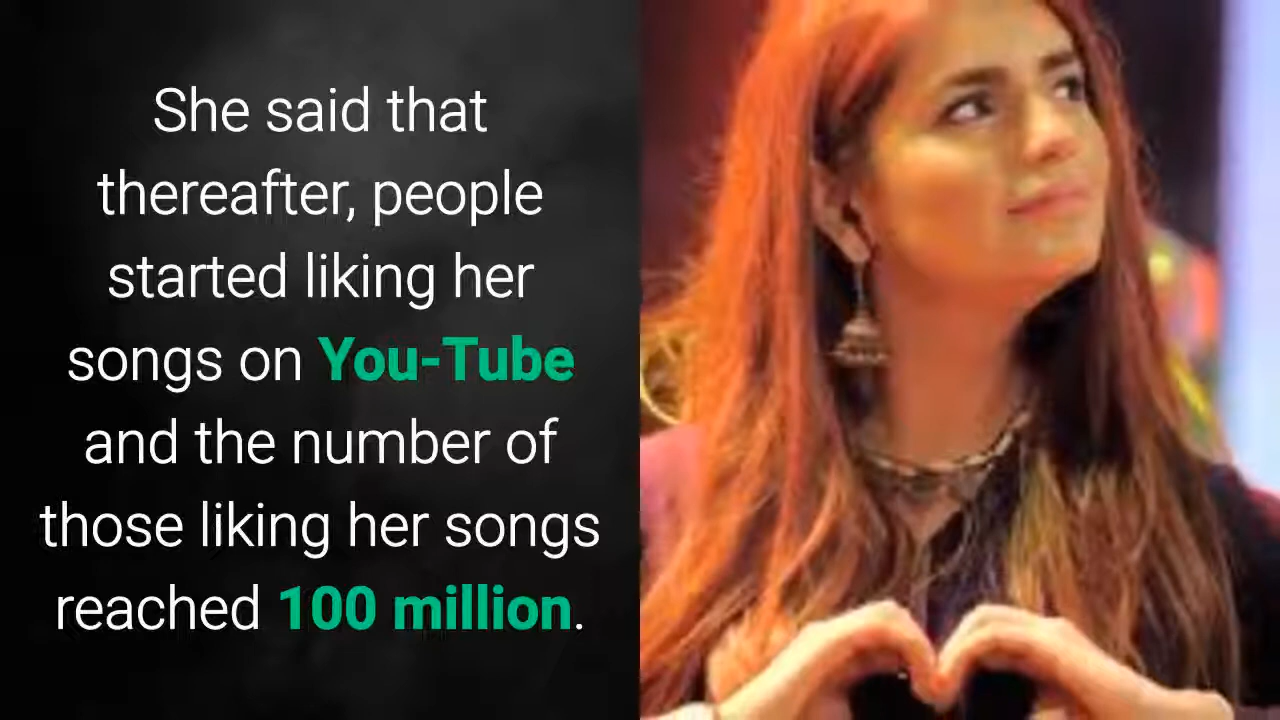 She said that
thereafter, people
started liking her
songs on You-Tube
and the number of
those liking her songs
reached 100 million.